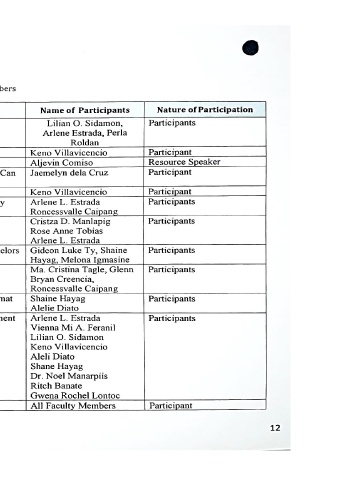 bers
Name of Participants Nature of Participation
Lilian O. Sidamon, Participants
Arlene Estrada, Perla
Roldan
Keno Villavicencio Participant
Aljevin Comiso Resource Speaker
Can Jaemelyn dela Cruz Participant
Keno Villavicencio Participant
y Arlene L. Estrada Participants
Roncessvalle Caipang
Cristza D. Manlapig Participants
Rose Anne Tobias
Arlene L. Estrada
elors Gideon Luke Ty, Shaine Participants
Hayag, Melona Igmasine
Ma. Cristina Tagle, Glenn Participants
Bryan Creencia,
Roncessvalle Caipang
mat Shaine Hayag Participants
Alelie Diato
ment Arlene L. Estrada Participants
Vienna Mi A. Feranil
Lilian O. Sidamon
Keno Villavicencio
Aleli Diato
Shane Hayag
Dr. Noel Manarpiis
Ritch Banate
Gwena Rochel Lontoc
All Faculty Members Participant
12